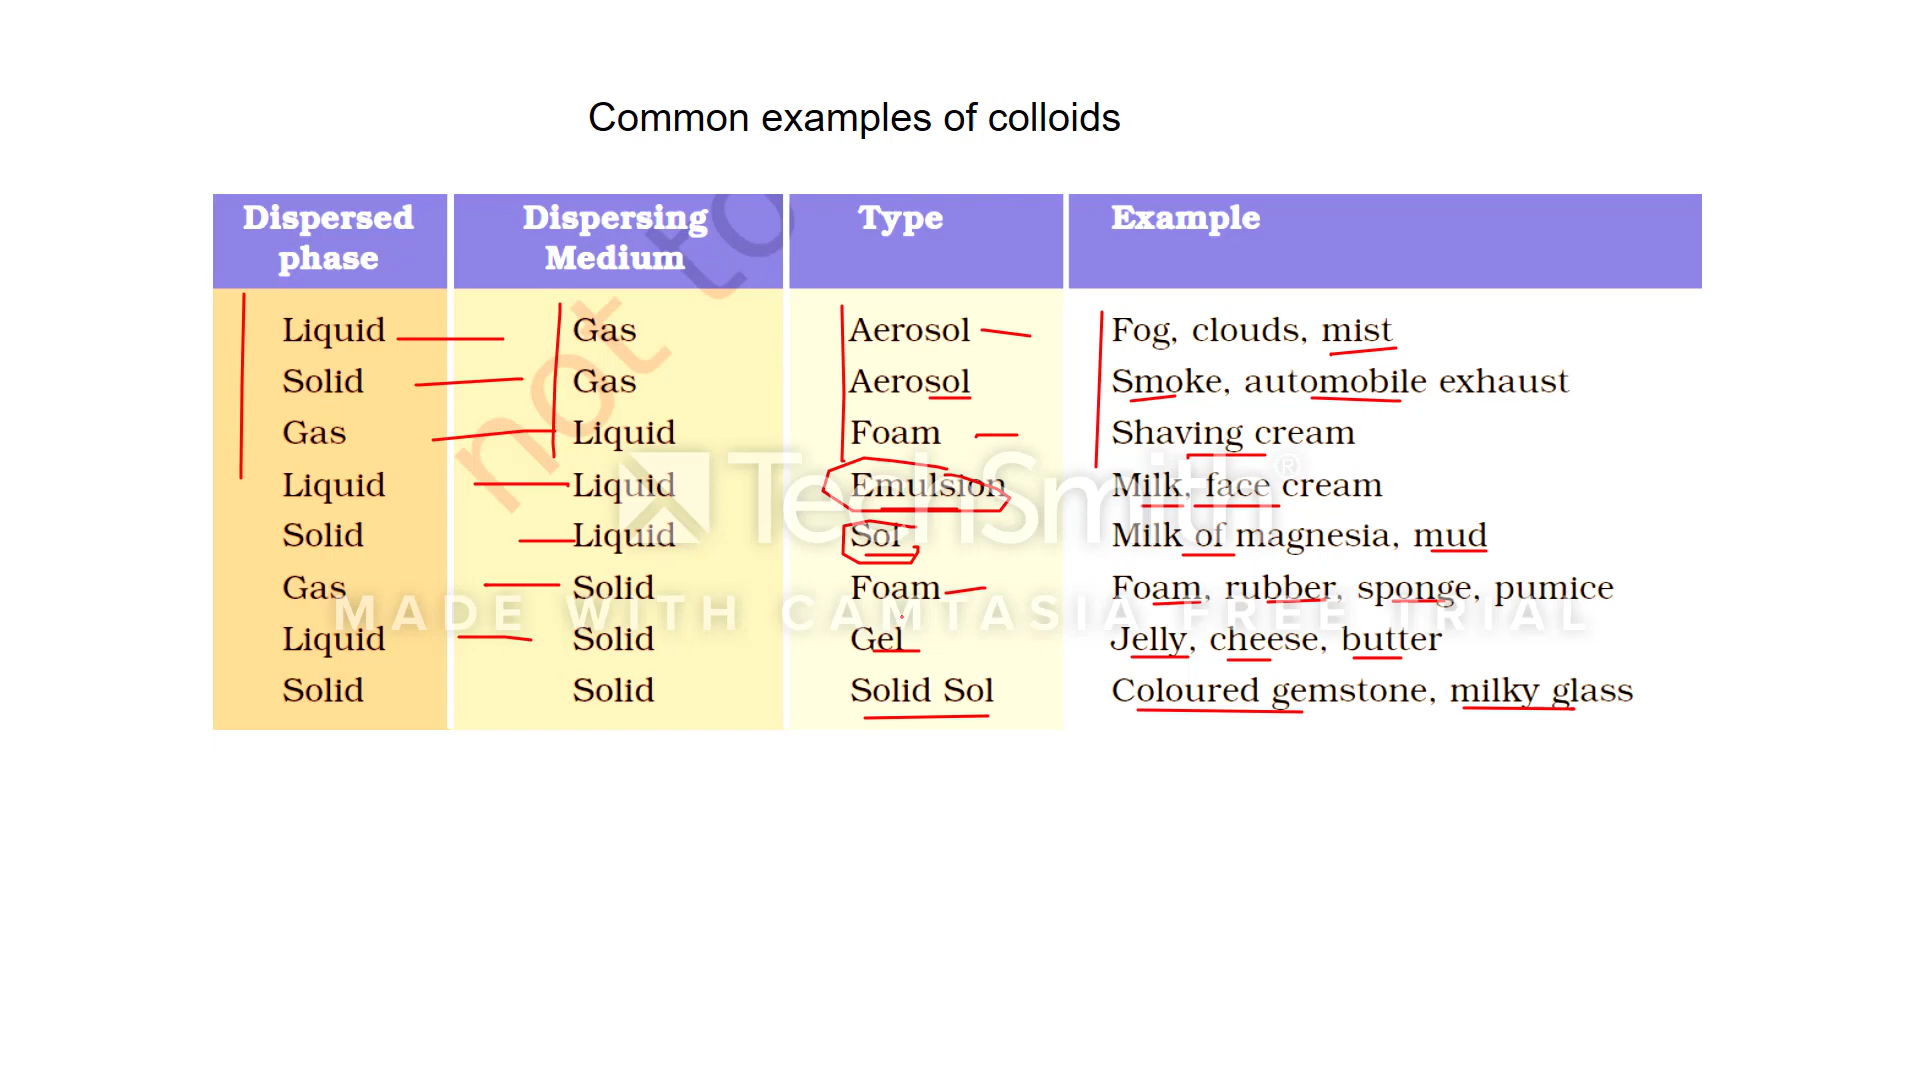 Common examples of colloids
Dispersed phase Dispersing Medium Type Example
Liquid Gas Aerosol Fog, clouds, mist
Solid Gas Aerosol Smoke, automobile exhaust
Gas Liquid Foam Shaving cream
Liquid Liquid Emulsion Milk, face cream
Solid Liquid Sol Milk of magnesia, mud
Gas Solid Foam Foam, rubber, sponge, pumice
Liquid Solid Gel Jelly, cheese, butter
Solid Solid Solid Sol Coloured gemstone, milky glass
not to
TechSmith®
MADE WITH CAMTASIA FREE TRIAL